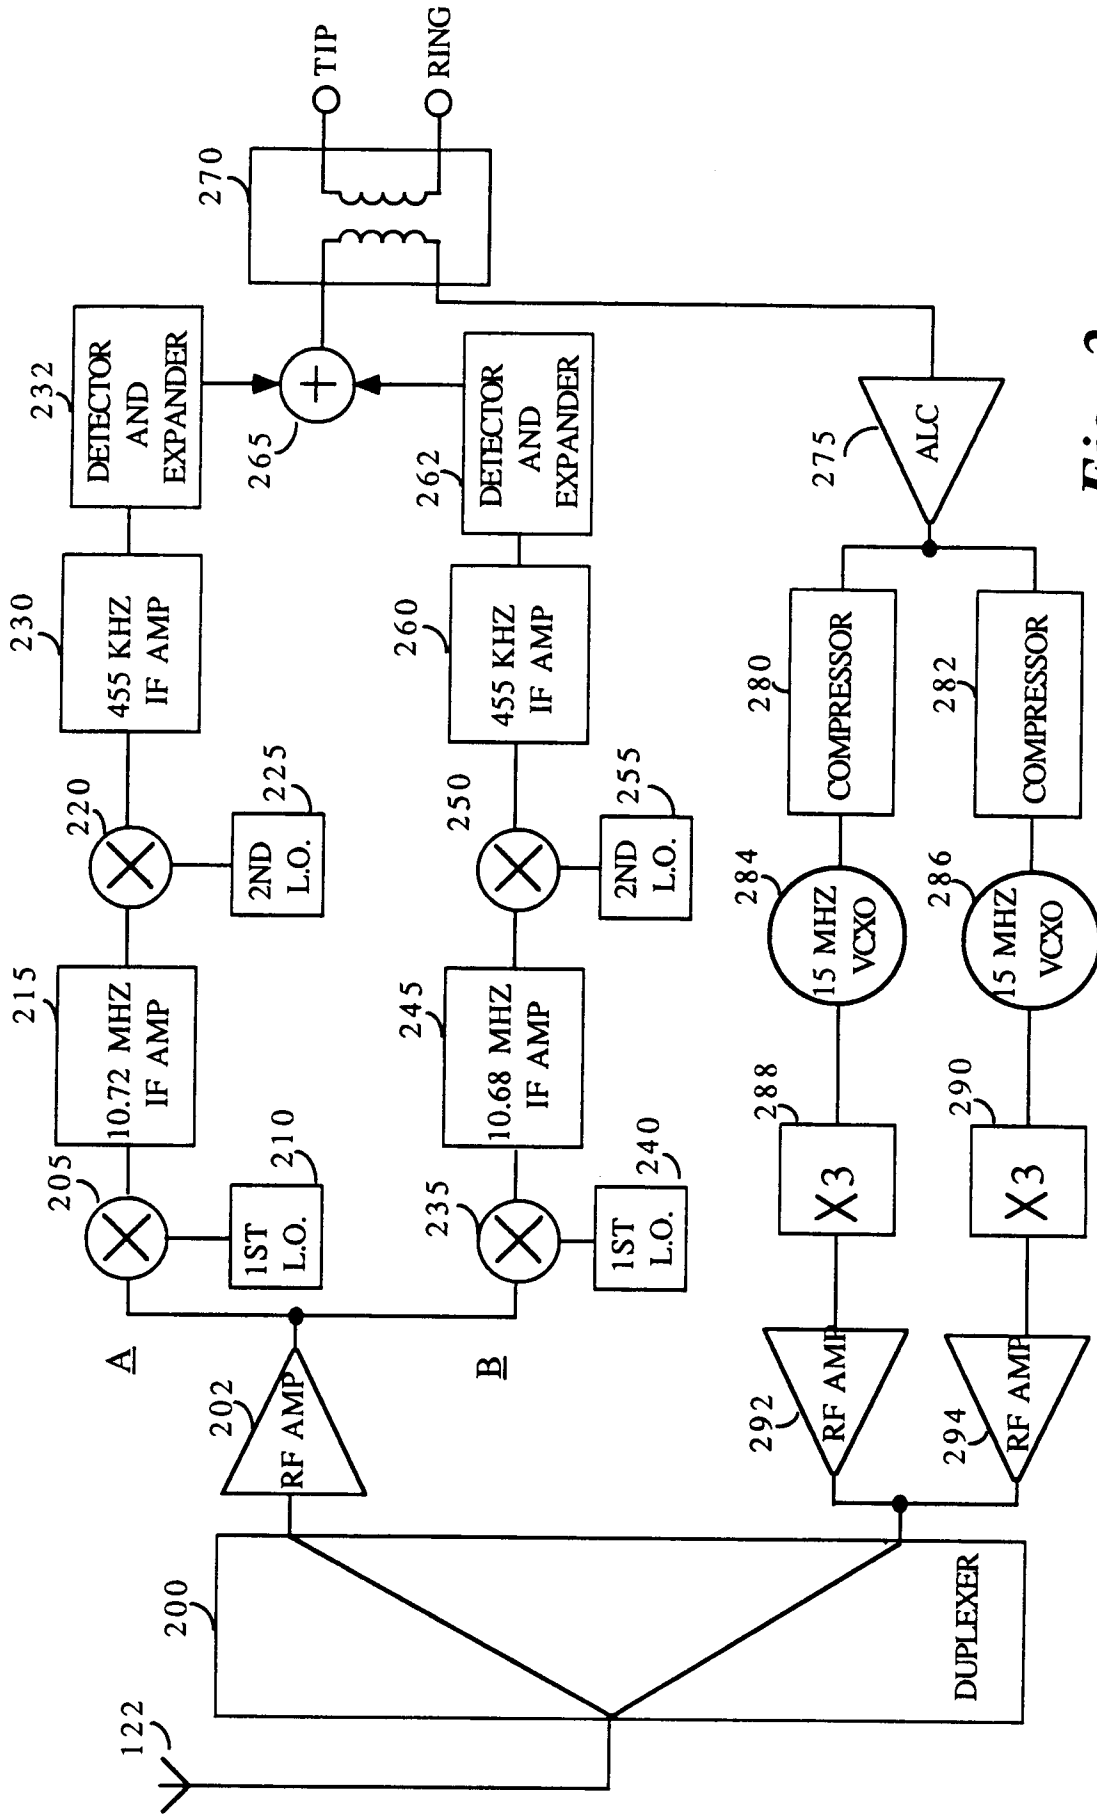 122
200
DUPLEXER
202
RF AMP
A
B
205
210
1ST
L.O.
215
10.72 MHZ
IF AMP
220
225
2ND
L.O.
230
455 KHZ
IF AMP
232
DETECTOR
AND
EXPANDER
235
240
1ST
L.O.
245
10.68 MHZ
IF AMP
250
255
2ND
L.O.
260
455 KHZ
IF AMP
262
DETECTOR
AND
EXPANDER
265
270
TIP
RING
275
ALC
280
COMPRESSOR
282
COMPRESSOR
284
15 MHZ
VCXO
286
15 MHZ
VCXO
288
X3
290
X3
292
RF AMP
294
RF AMP